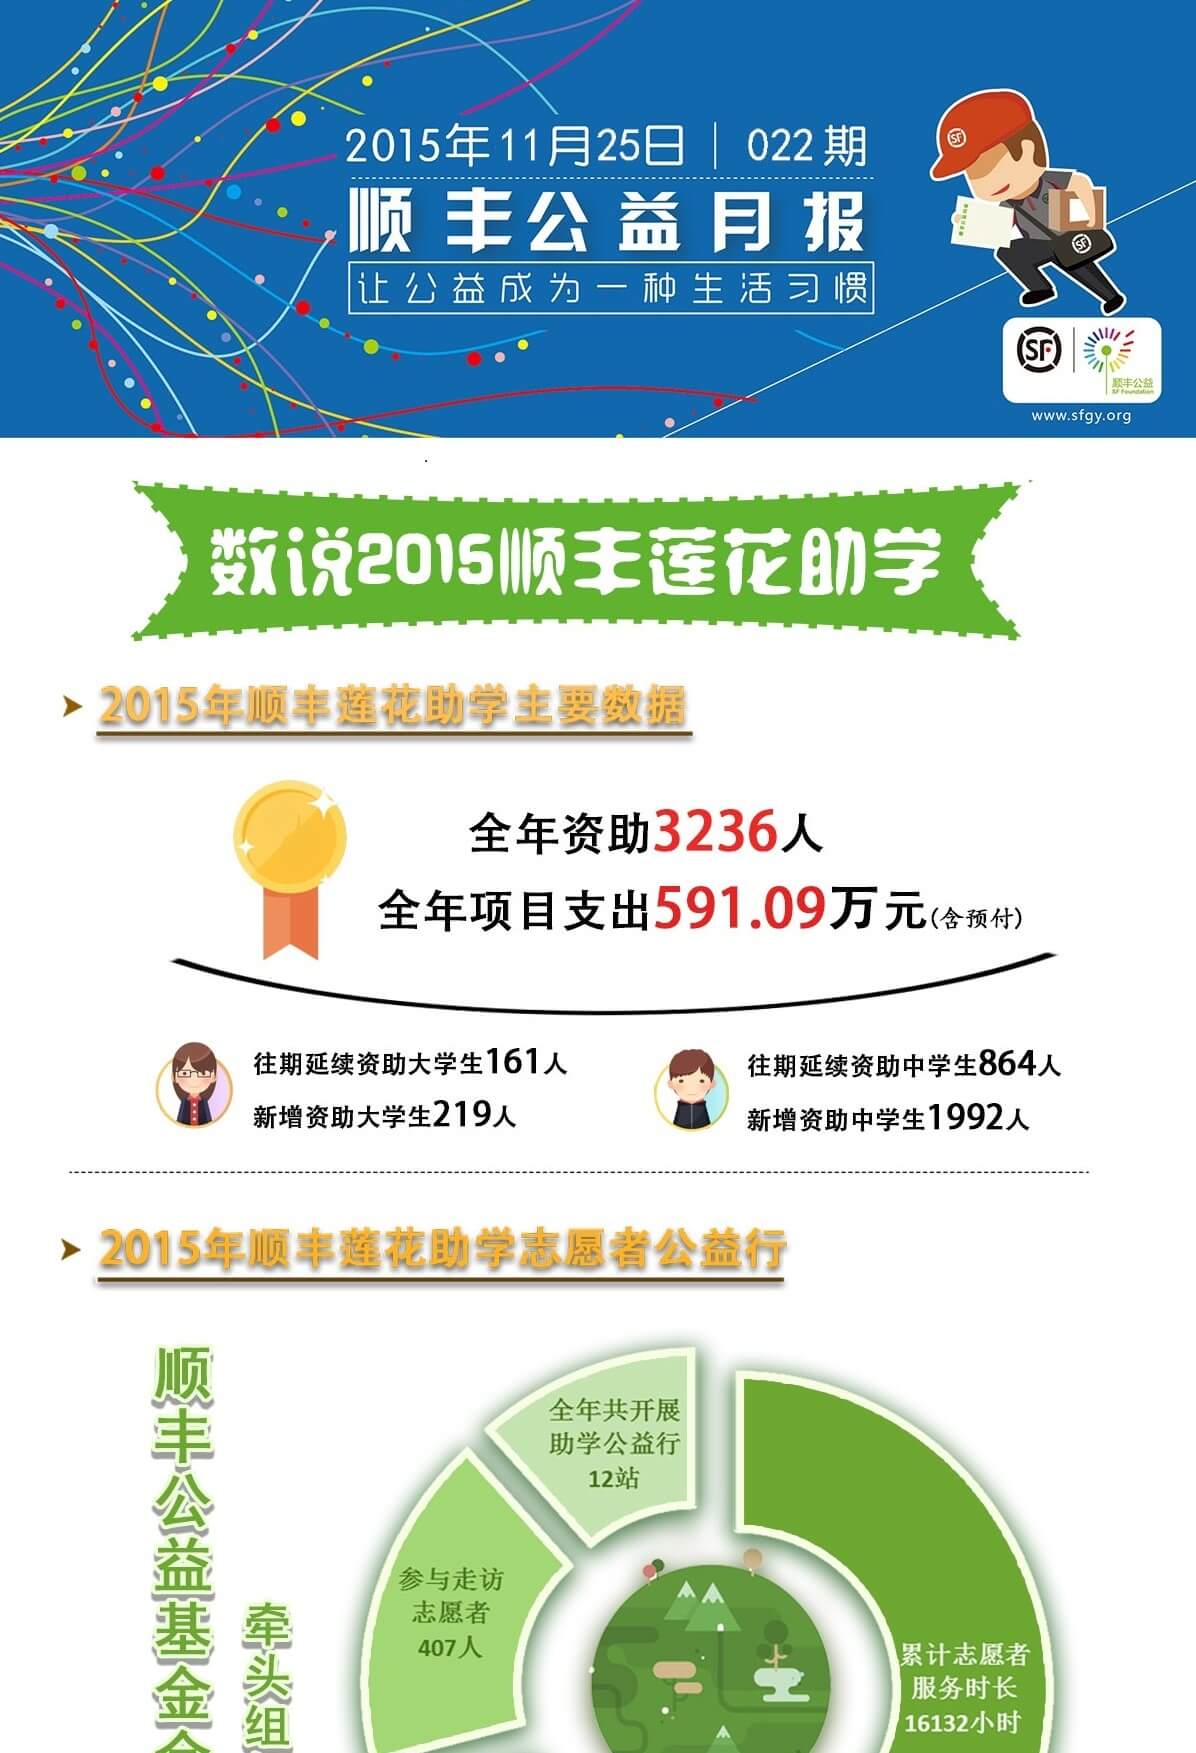 2015年11月25日 | 022期
顺丰公益月报
让公益成为一种生活习惯
SF
SF
顺丰公益
SF Foundation
www.sfgy.org
数说2015顺丰莲花助学
2015年顺丰莲花助学主要数据
全年资助3236人
全年项目支出591.09万元(含预付)
往期延续资助大学生161人
新增资助大学生219人
往期延续资助中学生864人
新增资助中学生1992人
2015年顺丰莲花助学志愿者公益行
顺丰公益基金会
牵头组
全年共开展
助学公益行
12站
参与走访
志愿者
407人
累计志愿者
服务时长
16132小时